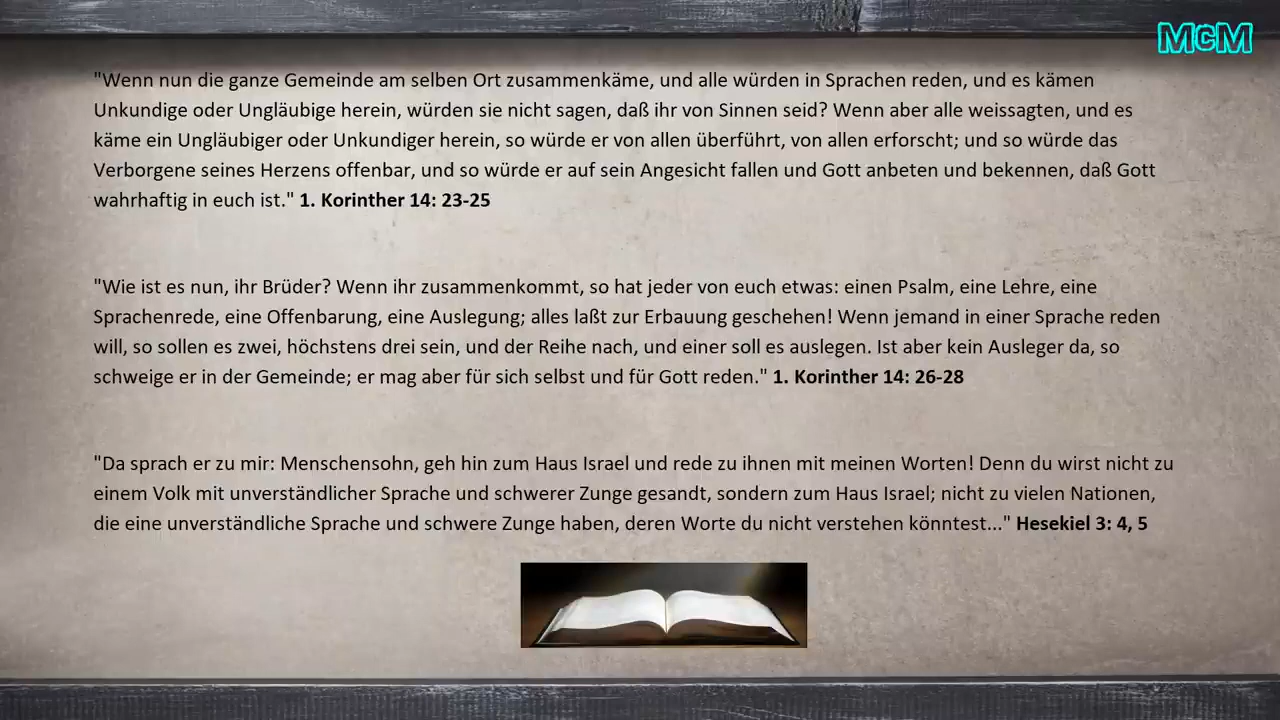 McM
"Wenn nun die ganze Gemeinde am selben Ort zusammenkäme, und alle würden in Sprachen reden, und es kämen
Unkundige oder Ungläubige herein, würden sie nicht sagen, daß ihr von Sinnen seid? Wenn aber alle weissagten, und es
käme ein Ungläubiger oder Unkundiger herein, so würde er von allen überführt, von allen erforscht; und so würde das
Verborgene seines Herzens offenbar, und so würde er auf sein Angesicht fallen und Gott anbeten und bekennen, daß Gott
wahrhaftig in euch ist." 1. Korinther 14: 23-25
"Wie ist es nun, ihr Brüder? Wenn ihr zusammenkommt, so hat jeder von euch etwas: einen Psalm, eine Lehre, eine
Sprachenrede, eine Offenbarung, eine Auslegung; alles laßt zur Erbauung geschehen! Wenn jemand in einer Sprache reden
will, so sollen es zwei, höchstens drei sein, und der Reihe nach, und einer soll es auslegen. Ist aber kein Ausleger da, so
schweige er in der Gemeinde; er mag aber für sich selbst und für Gott reden." 1. Korinther 14: 26-28
"Da sprach er zu mir: Menschensohn, geh hin zum Haus Israel und rede zu ihnen mit meinen Worten! Denn du wirst nicht zu
einem Volk mit unverständlicher Sprache und schwerer Zunge gesandt, sondern zum Haus Israel; nicht zu vielen Nationen,
die eine unverständliche Sprache und schwere Zunge haben, deren Worte du nicht verstehen könntest..." Hesekiel 3: 4, 5